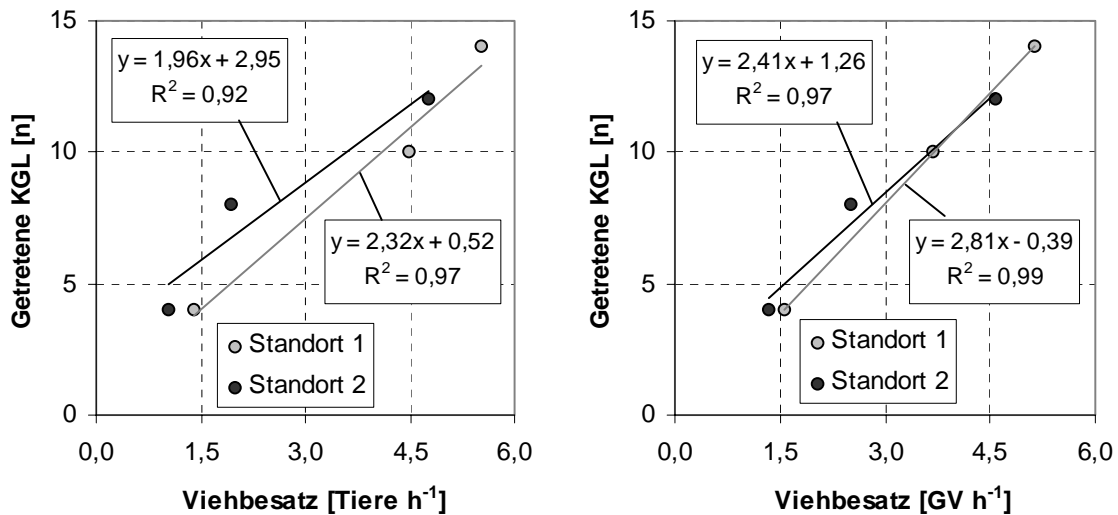 15
10
5
0
Getretene KGL [n]
y = 1,96x + 2,95
R² = 0,92
y = 2,32x + 0,52
R² = 0,97
Standort 1
Standort 2
0,0 1,5 3,0 4,5 6,0
Viehbesatz [Tiere h⁻¹]
15
10
5
0
Getretene KGL [n]
y = 2,41x + 1,26
R² = 0,97
y = 2,81x - 0,39
R² = 0,99
Standort 1
Standort 2
0,0 1,5 3,0 4,5 6,0
Viehbesatz [GV h⁻¹]